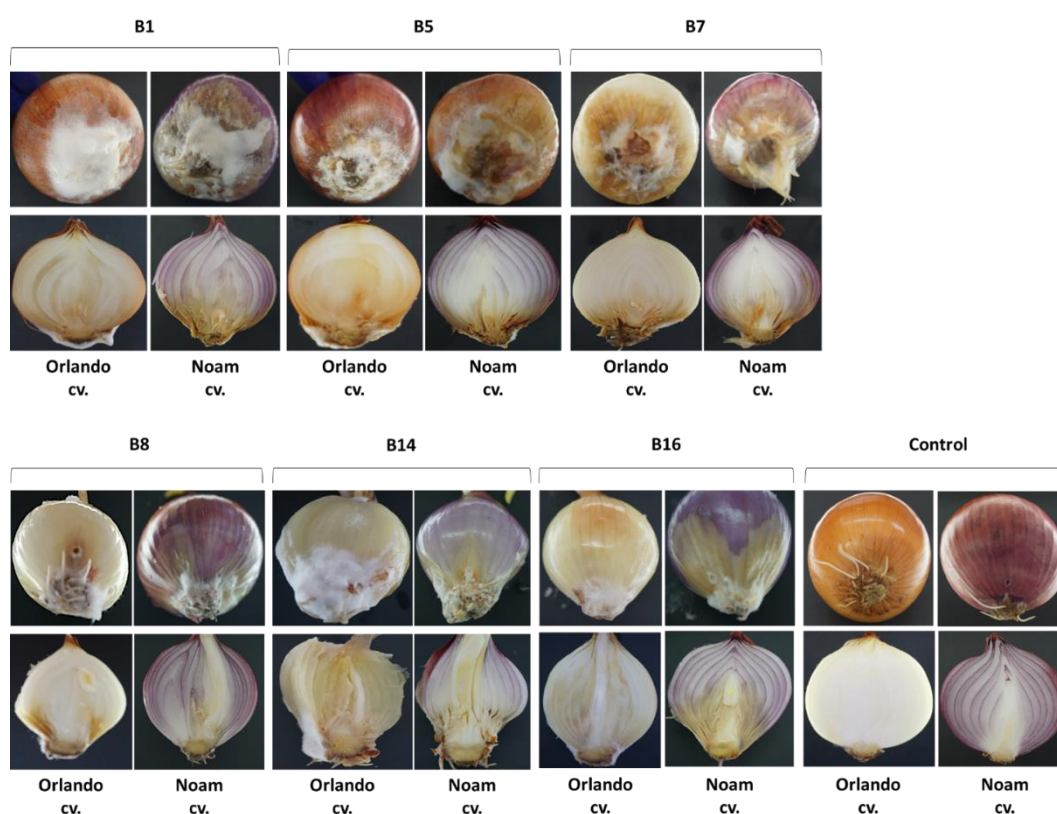 B1 B5 B7
Orlando Noam Orlando Noam Orlando Noam
cv. cv. cv. cv. cv. cv.
B8 B14 B16 Control
Orlando Noam Orlando Noam Orlando Noam Orlando Noam
cv. cv. cv. cv. cv. cv. cv. cv.